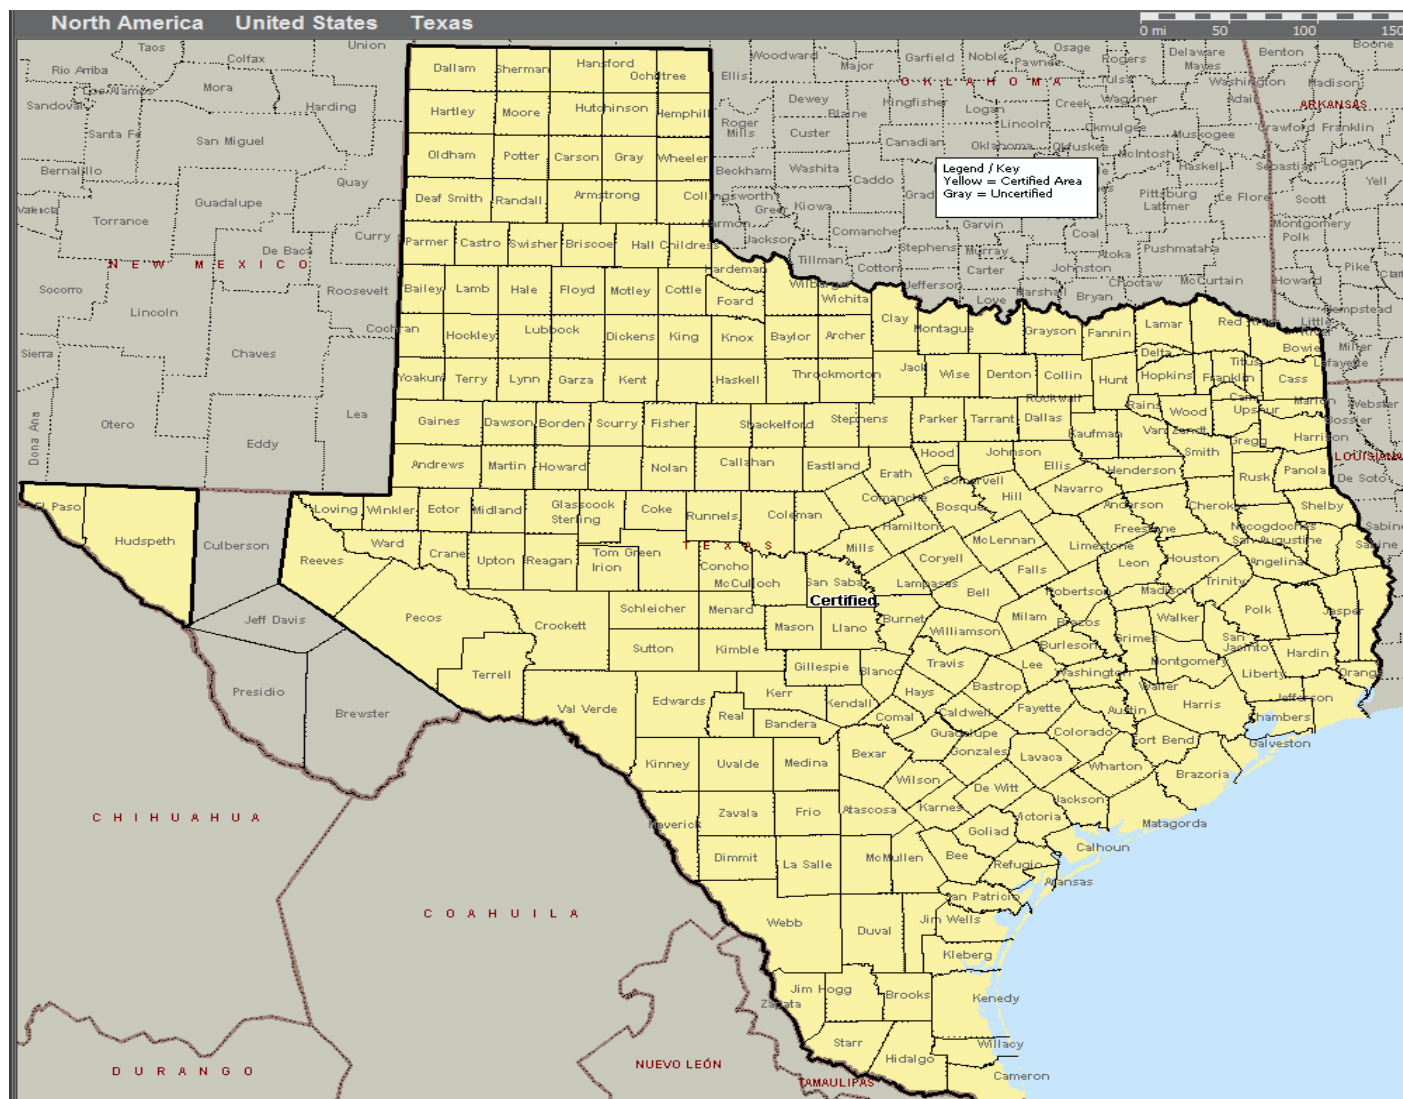 North America United States Texas
0 mi 50 100 150
Taos Colfax Union
Rio Arriba Mora Harding
Los Alamos
Sandoval
Santa Fe San Miguel
Bernalillo Quay
Guadalupe
Torrance Curry
De Baca
NEW MEXICO
Socorro Roosevelt
Lincoln
Sierra Chaves
Otero Lea
Dona Ana Eddy
Woodward Major Garfield Noble Pawnee Osage Rogers Delaware Mayes Benton Boone
Ellis OKLAHOMA Tulsa Washington Madison
Dewey Blaine Kingfisher Logan Creek Wagoner Adair ARKANSAS
Roger Mills Custer Lincoln Okmulgee Muskogee Crawford Franklin
Canadian Oklahoma Okfuskee McIntosh Haskell Sebastian Logan
Beckham Washita Caddo Yell
Legend / Key
Yellow = Certified Area
Gray = Uncertified
Greer Kiowa Pittsburg Latimer Le Flore Scott
Harmon Jackson Comanche Stephens Garvin Murray Coal Pushmataha Montgomery Polk
Tillman Cotton Jefferson Carter Love Johnston Atoka Marshall Bryan Choctaw McCurtain Howard Pike
Hempstead
Little River Miller
Lafayette
Webster
Bossier
LOUISIANA
De Soto
Sabine
Sabine
Dallam Sherman Hansford Ochiltree
Hartley Moore Hutchinson Hemphill
Oldham Potter Carson Gray Wheeler
Deaf Smith Randall Armstrong Collingsworth
Parmer Castro Swisher Briscoe Hall Childress
Bailey Lamb Hale Floyd Motley Cottle Hardeman Foard Wilbarger Wichita
Cochran Hockley Lubbock Dickens King Knox Baylor Archer Clay Montague Grayson Fannin Lamar Red River Bowie
Yoakum Terry Lynn Garza Kent Haskell Throckmorton Jack Wise Denton Collin Hunt Delta Hopkins Franklin Titus Cass
Gaines Dawson Borden Scurry Fisher Shackelford Stephens Parker Tarrant Dallas Rockwall Kaufman Rains Wood Van Zandt Camp Upshur Marion
Andrews Martin Howard Nolan Callahan Eastland Erath Hood Somervell Johnson Ellis Henderson Smith Gregg Harrison
El Paso Hudspeth Culberson Loving Winkler Ector Midland Glasscock Sterling Coke Runnels Coleman Comanche Bosque Hill Navarro Anderson Cherokee Rusk Panola Shelby
Reeves Ward Crane Upton Reagan Irion Tom Green Concho McCulloch TEXAS San Saba Mills Hamilton Coryell McLennan Limestone Freestone Nacogdoches San Augustine
Certified
Lampasas Bell Falls Robertson Leon Houston Madison Trinity Angelina
Jeff Davis Pecos Crockett Schleicher Menard Mason Llano Burnet Williamson Milam Brazos Grimes Walker Polk Jasper
Terrell Sutton Kimble Gillespie Blanco Travis Lee Burleson Washington Montgomery San Jacinto Liberty Hardin Orange
Presidio Brewster Val Verde Edwards Real Kerr Bandera Kendall Comal Hays Bastrop Caldwell Fayette Austin Waller Harris Jefferson Chambers
Kinney Uvalde Medina Bexar Guadalupe Gonzales Lavaca Colorado Wharton Fort Bend Brazoria Galveston
Maverick Zavala Frio Atascosa Wilson Karnes De Witt Victoria Jackson Matagorda
Dimmit La Salle McMullen Bee Goliad Refugio Calhoun Aransas
Webb Duval Jim Wells San Patricio Kleberg
Zapata Jim Hogg Brooks Kenedy
Starr Hidalgo Willacy Cameron
CHIHUAHUA
COAHUILA
NUEVO LEÓN
DURANGO
TAMAULIPAS